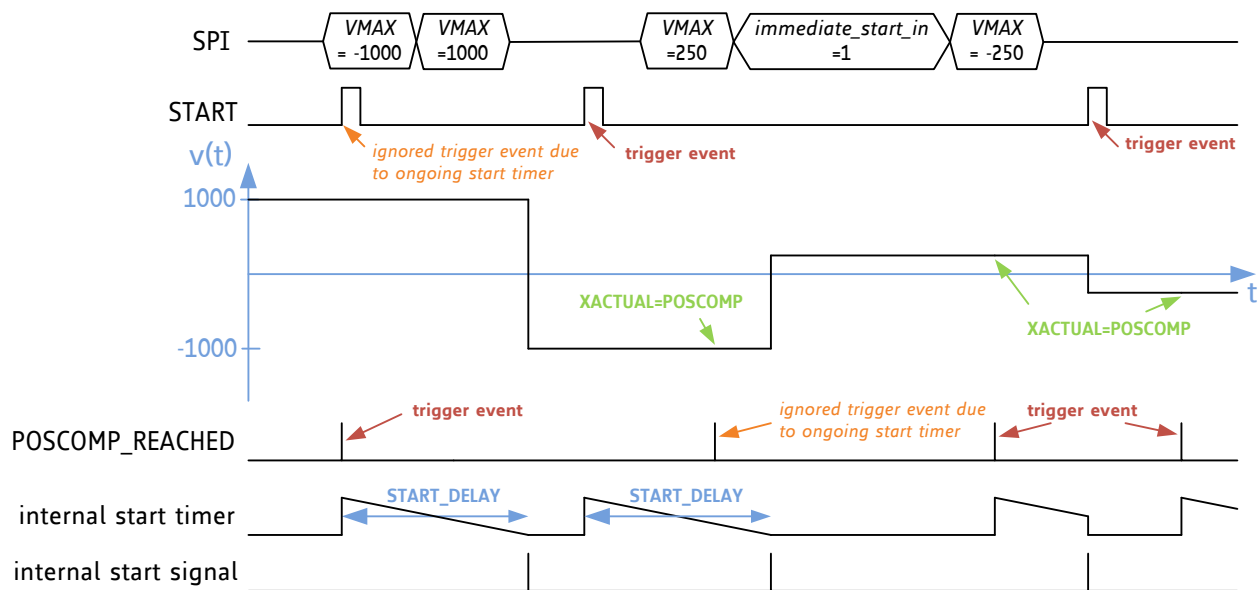 SPI
VMAX
= -1000
VMAX
=1000
VMAX
=250
immediate_start_in
=1
VMAX
= -250
START
ignored trigger event due
to ongoing start timer
trigger event
trigger event
v(t)
1000
-1000
t
XACTUAL=POSCOMP
XACTUAL=POSCOMP
POSCOMP_REACHED
trigger event
ignored trigger event due
to ongoing start timer
trigger event
internal start timer
START_DELAY
START_DELAY
internal start signal